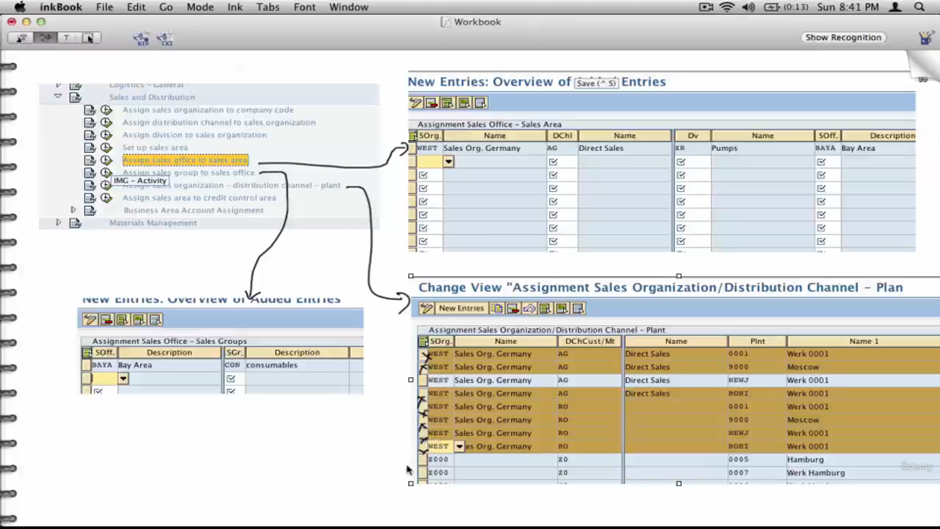 inkBook File Edit Go Mode Ink Tabs Font Window (0:13) Sun 8:41 PM
Workbook
T Show Recognition
Logistics - General
Sales and Distribution
Assign sales organization to company code
Assign distribution channel to sales organization
Assign division to sales organization
Set up sales area
Assign sales office to sales area
Assign sales group to sales office
IMG - Activity
organization - distribution channel - plant
Assign sales area to credit control area
Business Area Account Assignment
Materials Management
New Entries: Overview of Entries
Save (^ S)
Assignment Sales Office - Sales Area
SOrg. Name DChl Name Dv Name SOff. Description
WEST Sales Org. Germany AG Direct Sales KR Pumps BAYA Bay Area
New Entries: Overview of Added Entries
Assignment Sales Office - Sales Groups
SOff. Description SGr. Description
BAYA Bay Area CON consumables
Change View "Assignment Sales Organization/Distribution Channel - Plan
New Entries
Assignment Sales Organization/Distribution Channel - Plant
SOrg. Name DChCust/Mt Name Plnt Name 1
WEST Sales Org. Germany AG Direct Sales 0001 Werk 0001
WEST Sales Org. Germany AG Direct Sales 9000 Moscow
WEST Sales Org. Germany AG Direct Sales NEWJ Werk 0001
WEST Sales Org. Germany AG Direct Sales ROHI Werk 0001
WEST Sales Org. Germany RO 0001 Werk 0001
WEST Sales Org. Germany RO 9000 Moscow
WEST Sales Org. Germany RO NEWJ Werk 0001
WEST es Org. Germany RO ROHI Werk 0001
Z000 Z0 0005 Hamburg
Z000 Z0 0007 Werk Hamburg
Udemy